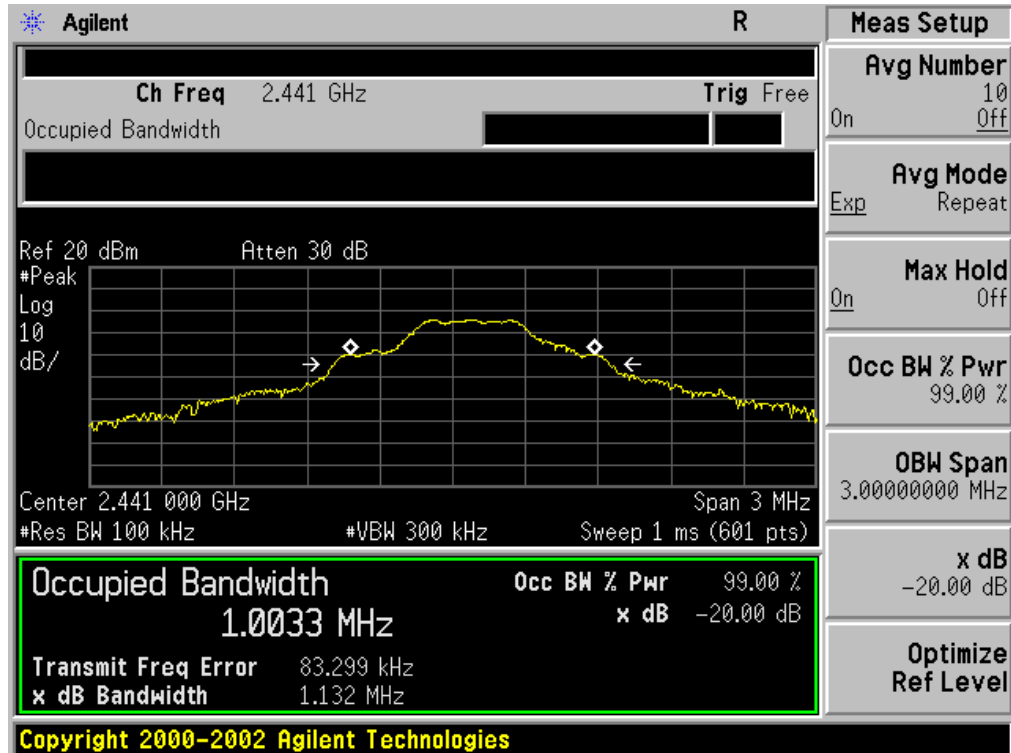 Agilent R
Ch Freq 2.441 GHz Trig Free
Occupied Bandwidth
Ref 20 dBm Atten 30 dB
#Peak
Log
10
dB/
Center 2.441 000 GHz Span 3 MHz
#Res BW 100 kHz #VBW 300 kHz Sweep 1 ms (601 pts)
Occupied Bandwidth
1.0033 MHz
Occ BW % Pwr 99.00 %
x dB -20.00 dB
Transmit Freq Error 83.299 kHz
x dB Bandwidth 1.132 MHz
Copyright 2000-2002 Agilent Technologies
Meas Setup
Avg Number
10
On Off
Avg Mode
Exp Repeat
Max Hold
On Off
Occ BW % Pwr
99.00 %
OBW Span
3.00000000 MHz
x dB
-20.00 dB
Optimize
Ref Level